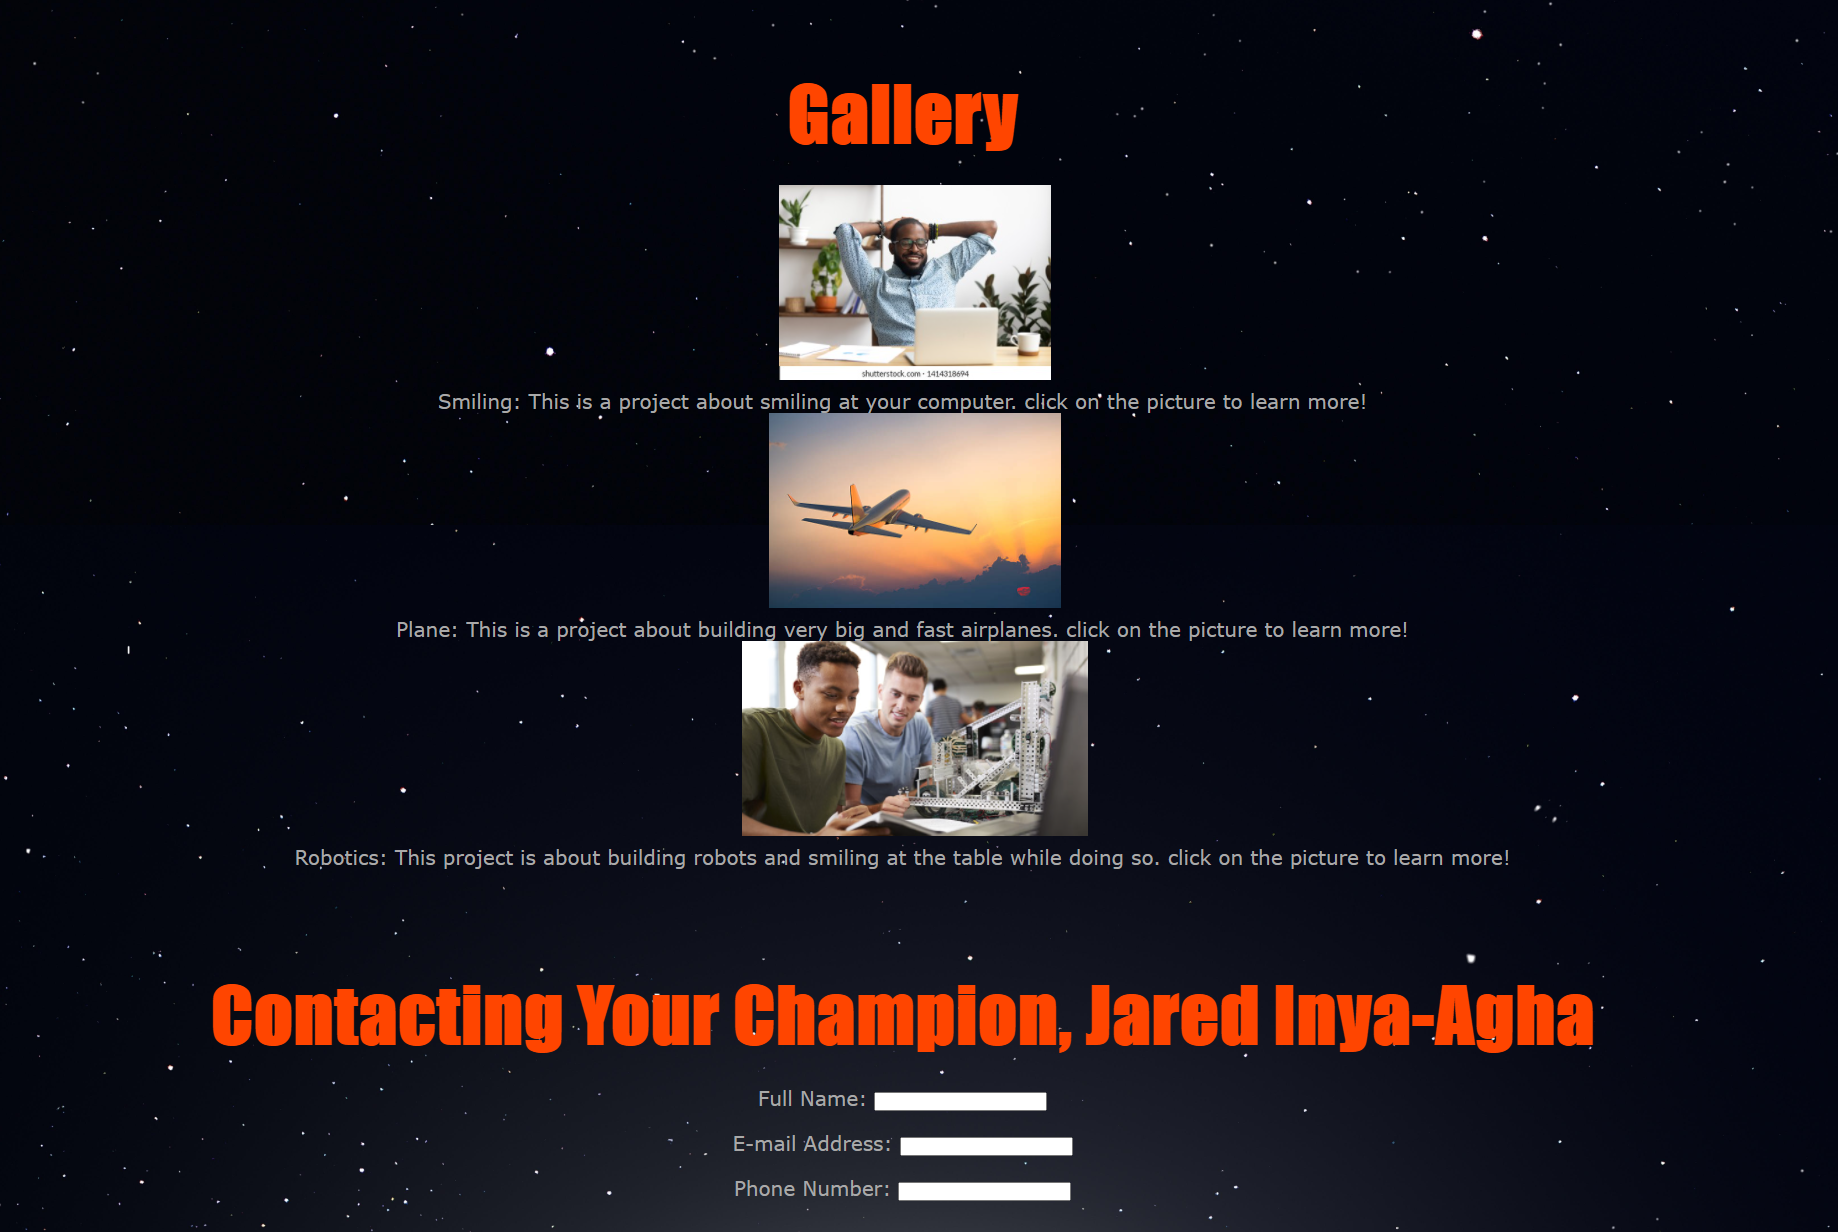 Gallery
shutterstock.com · 1414318694
Smiling: This is a project about smiling at your computer. click on the picture to learn more!
Plane: This is a project about building very big and fast airplanes. click on the picture to learn more!
Robotics: This project is about building robots and smiling at the table while doing so. click on the picture to learn more!
Contacting Your Champion, Jared Inya-Agha
Full Name:
E-mail Address:
Phone Number: